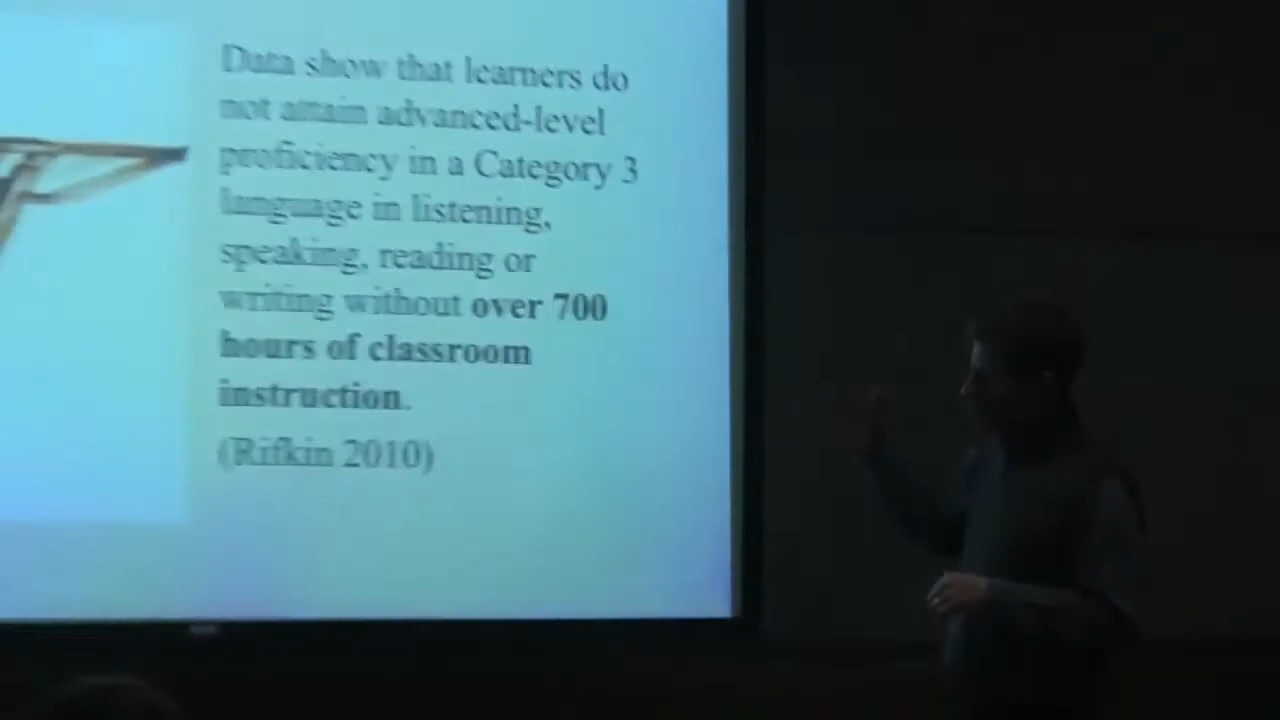 Data show that learners do
not attain advanced-level
proficiency in a Category 3
language in listening,
speaking, reading or
writing without over 700
hours of classroom
instruction.
(Rifkin 2010)